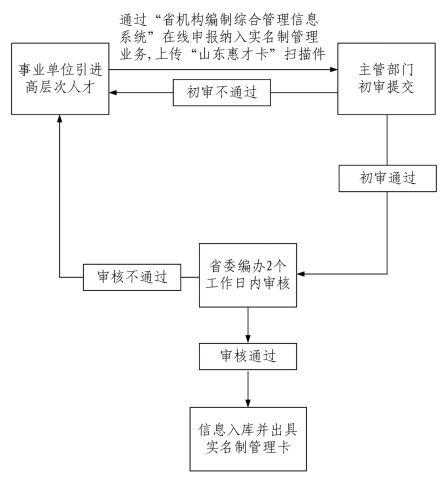 通过“省机构编制综合管理信息
系统”在线申报纳入实名制管理
业务,上传“山东惠才卡”扫描件
事业单位引进
高层次人才
主管部门
初审提交
初审不通过
初审通过
省委编办2个
工作日内审核
审核不通过
审核通过
信息入库并出具
实名制管理卡